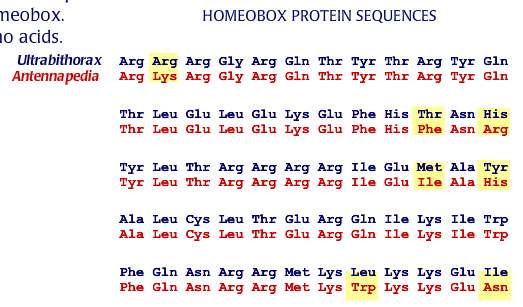 meobox.
HOMEOBOX PROTEIN SEQUENCES
no acids.
Ultrabithorax Arg Arg Arg Gly Arg Gln Thr Tyr Thr Arg Tyr Gln
Antennapedia Arg Lys Arg Gly Arg Gln Thr Tyr Thr Arg Tyr Gln
Thr Leu Glu Leu Glu Lys Glu Phe His Thr Asn His
Thr Leu Glu Leu Glu Lys Glu Phe His Phe Asn Arg
Tyr Leu Thr Arg Arg Arg Arg Ile Glu Met Ala Tyr
Tyr Leu Thr Arg Arg Arg Arg Ile Glu Ile Ala His
Ala Leu Cys Leu Thr Glu Arg Gln Ile Lys Ile Trp
Ala Leu Cys Leu Thr Glu Arg Gln Ile Lys Ile Trp
Phe Gln Asn Arg Arg Met Lys Leu Lys Lys Glu Ile
Phe Gln Asn Arg Arg Met Lys Trp Lys Lys Glu Asn